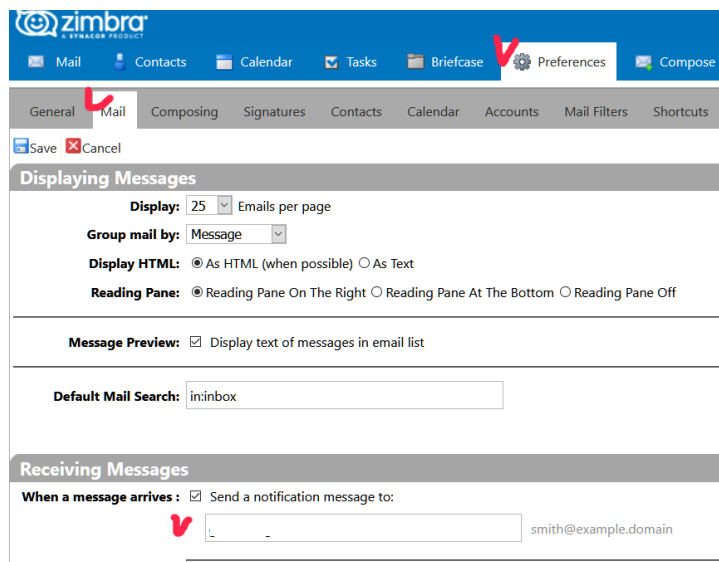 zimbra
A SYNACOR PRODUCT
Mail Contacts Calendar Tasks Briefcase Preferences Compose
General Mail Composing Signatures Contacts Calendar Accounts Mail Filters Shortcuts
Save Cancel
Displaying Messages
Display: 25 Emails per page
Group mail by: Message
Display HTML: As HTML (when possible) As Text
Reading Pane: Reading Pane On The Right Reading Pane At The Bottom Reading Pane Off
Message Preview: Display text of messages in email list
Default Mail Search: in:inbox
Receiving Messages
When a message arrives : Send a notification message to:
smith@example.domain